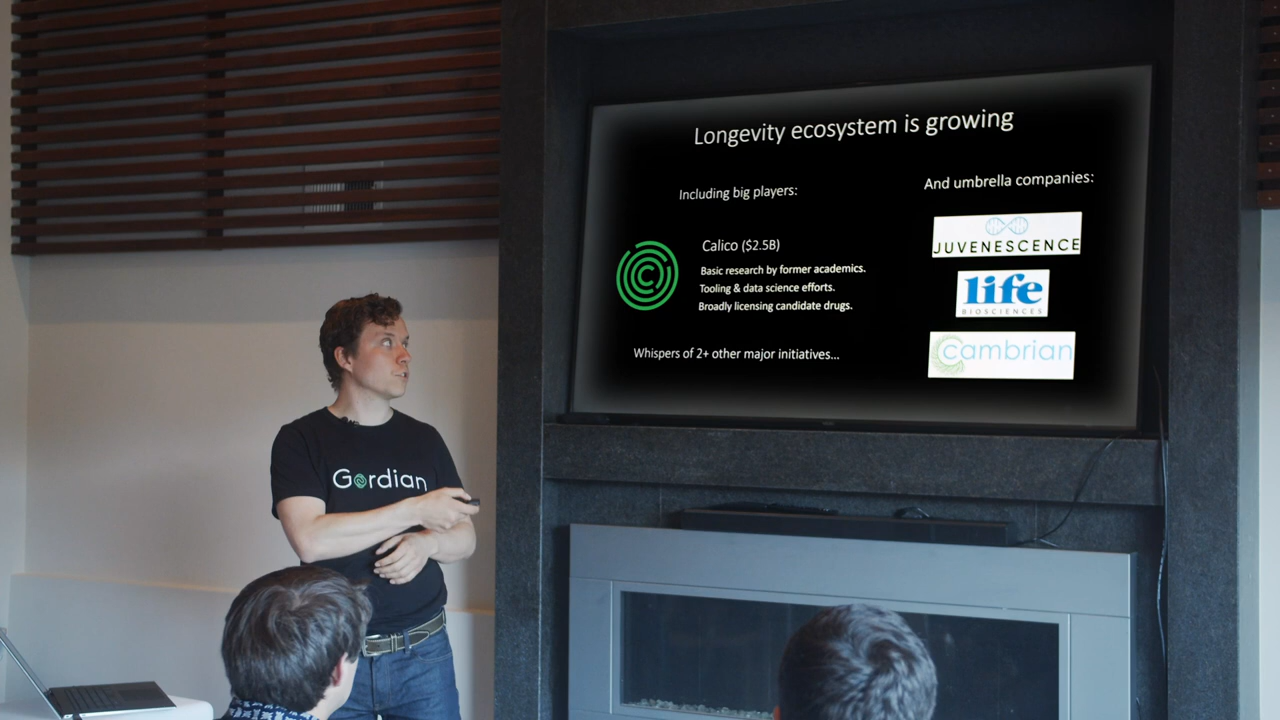 Longevity ecosystem is growing
Including big players:
Calico ($2.5B)
Basic research by former academics.
Tooling & data science efforts.
Broadly licensing candidate drugs.
Whispers of 2+ other major initiatives...
And umbrella companies:
JUVENESCENCE
life
BIOSCIENCES
cambrian
Gordian